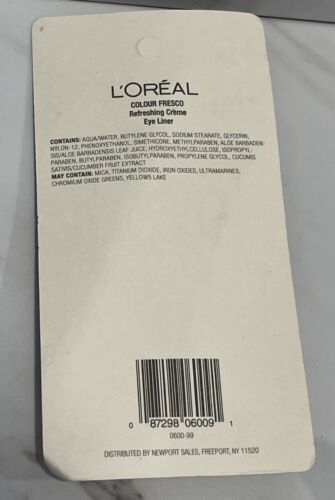 L'ORÉAL
COLOUR FRESCO
Refreshing Crème
Eye Liner
CONTAINS: AQUA/WATER, BUTYLENE GLYCOL, SODIUM STEARATE, GLYCERIN,
NYLON-12, PHENOXYETHANOL, SIMETHICONE, METHYLPARABEN, ALOE BARBADEN-
SIS/ALOE BARBADENSIS LEAF JUICE, HYDROXYETHYLCELLULOSE, ISOPROPYL-
PARABEN, BUTYLPARABEN, ISOBUTYLPARABEN, PROPYLENE GLYCOL, CUCUMIS
SATIVIS/CUCUMBER FRUIT EXTRACT
MAY CONTAIN: MICA, TITANIUM DIOXIDE, IRON OXIDES, ULTRAMARINES,
CHROMIUM OXIDE GREENS, YELLOW5 LAKE
0 87298 06009 1
0600-99
DISTRIBUTED BY NEWPORT SALES, FREEPORT, NY 11520